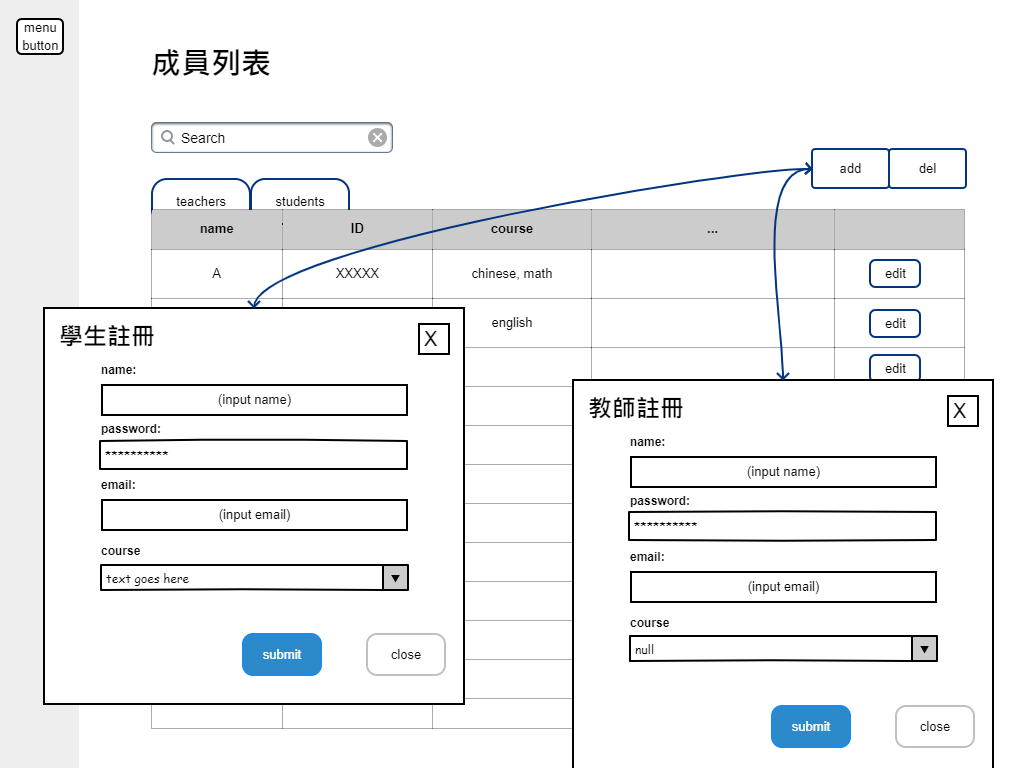 menu
button
成員列表
Search
add del
teachers students
name ID course ...
A XXXXX chinese, math edit
english edit
edit
學生註冊 X
name:
(input name)
password:
**********
email:
(input email)
course
text goes here
submit close
教師註冊 X
name:
(input name)
password:
**********
email:
(input email)
course
null
submit close